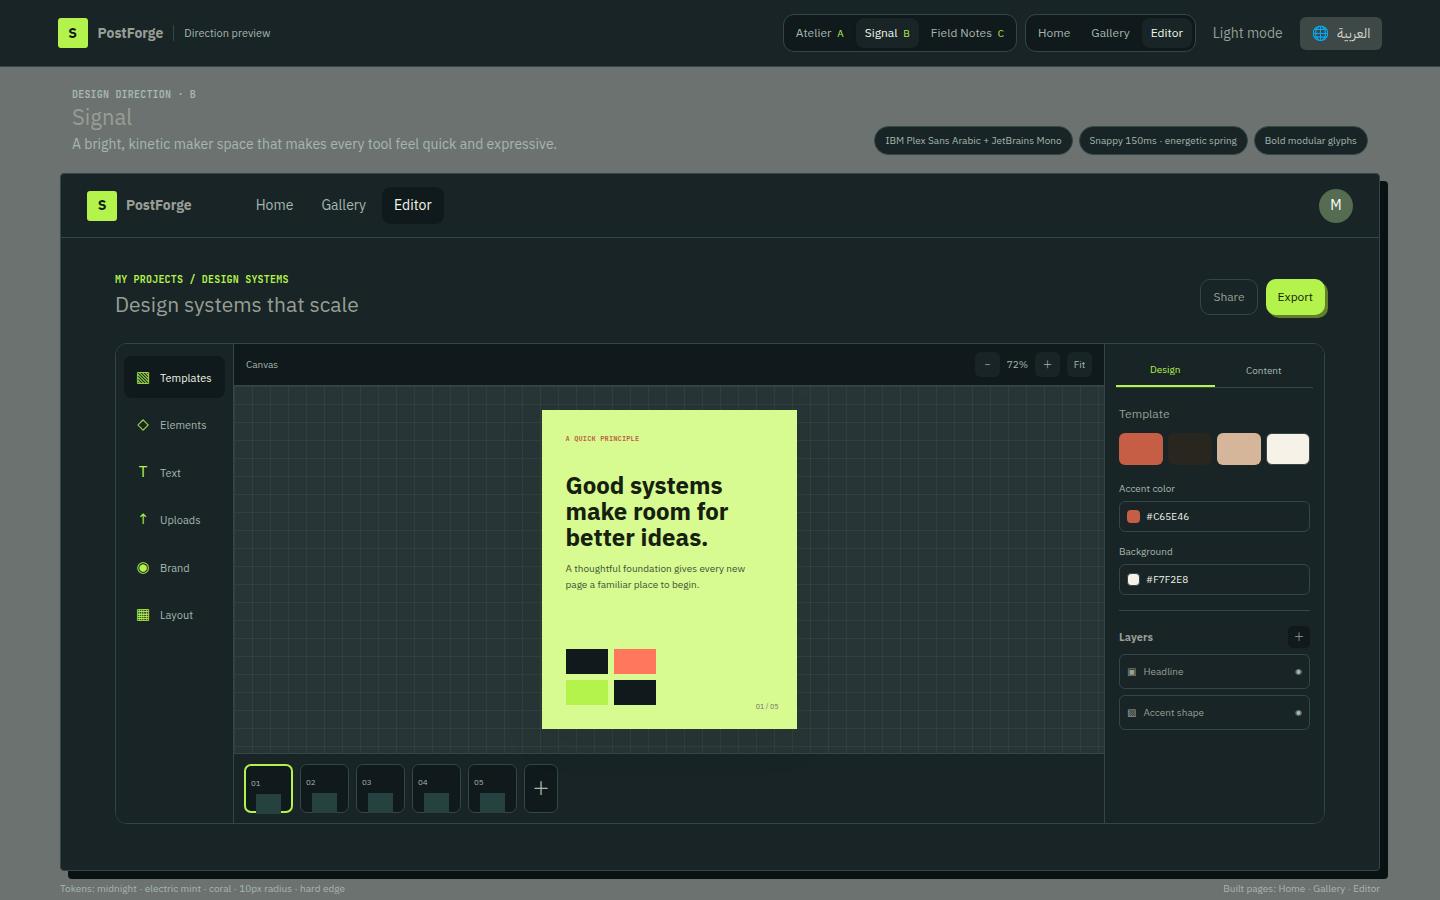 S PostForge Direction preview
Atelier A Signal B Field Notes C
Home Gallery Editor
Light mode
العربية
DESIGN DIRECTION · B
Signal
A bright, kinetic maker space that makes every tool feel quick and expressive.
IBM Plex Sans Arabic + JetBrains Mono
Snappy 150ms · energetic spring
Bold modular glyphs
S PostForge
Home Gallery Editor
M
MY PROJECTS / DESIGN SYSTEMS
Design systems that scale
Share Export
Templates
Elements
Text
Uploads
Brand
Layout
Canvas
− 72% + Fit
A QUICK PRINCIPLE
Good systems
make room for
better ideas.
A thoughtful foundation gives every new
page a familiar place to begin.
01 / 05
01 02 03 04 05 +
Design Content
Template
Accent color
#C65E46
Background
#F7F2E8
Layers +
Headline
Accent shape
Tokens: midnight · electric mint · coral · 10px radius · hard edge
Built pages: Home · Gallery · Editor